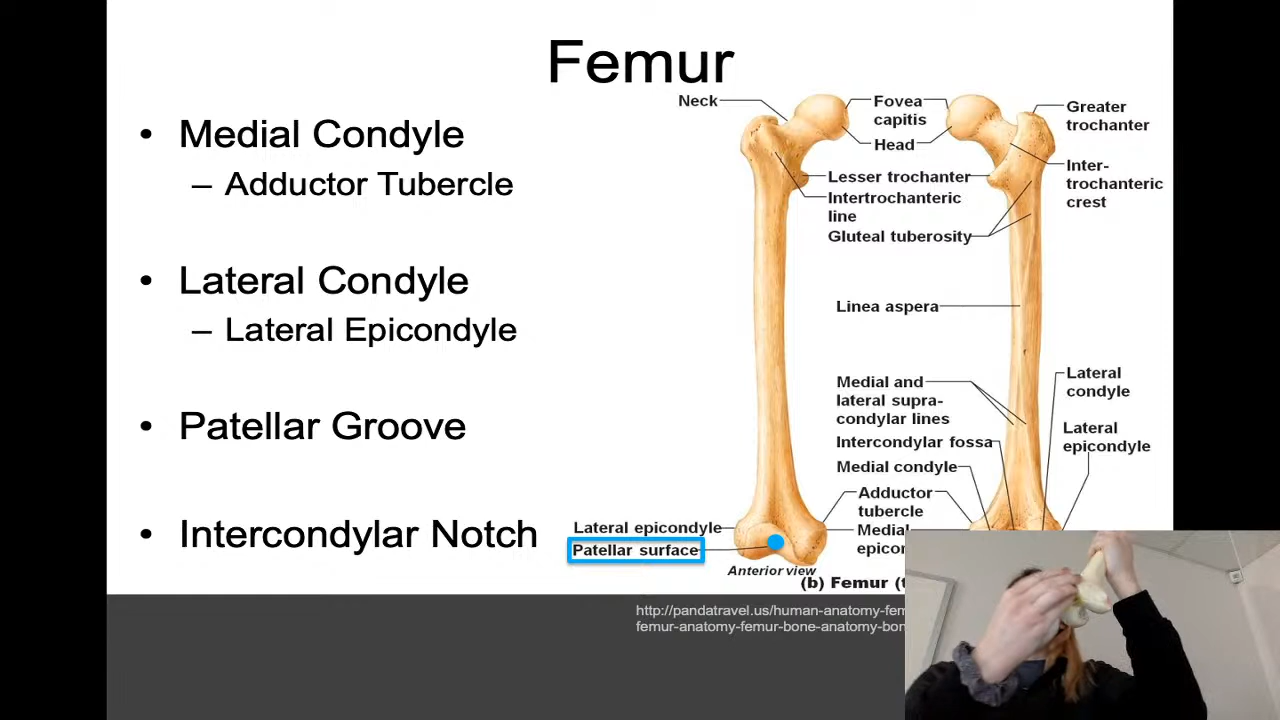 Femur
• Medial Condyle
– Adductor Tubercle
• Lateral Condyle
– Lateral Epicondyle
• Patellar Groove
• Intercondylar Notch
Neck
Fovea
capitis
Head
Greater
trochanter
Lesser trochanter
Inter-
trochanteric
crest
Intertrochanteric
line
Gluteal tuberosity
Linea aspera
Medial and
lateral supra-
condylar lines
Lateral
condyle
Intercondylar fossa
Lateral
epicondyle
Medial condyle
Adductor
tubercle
Lateral epicondyle
Medial
epicon
Patellar surface
Anterior view
(b) Femur (t
http://pandatravel.us/human-anatomy-fem
femur-anatomy-femur-bone-anatomy-bon